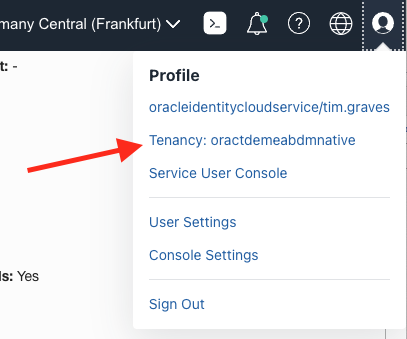 many Central (Frankfurt)
Profile
t: -
oracleidentitycloudservice/tim.graves
Tenancy: oractdemeabdmnative
Service User Console
User Settings
Console Settings
ls: Yes
Sign Out